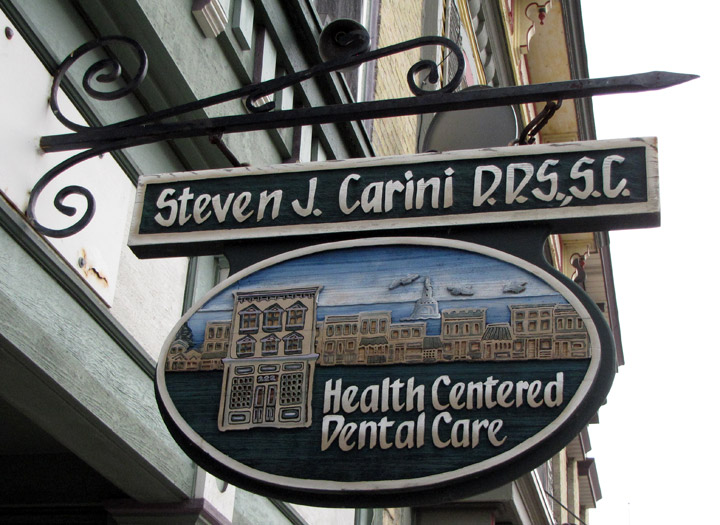 Steven J. Carini D.D.S., S.C.
Health Centered
Dental Care